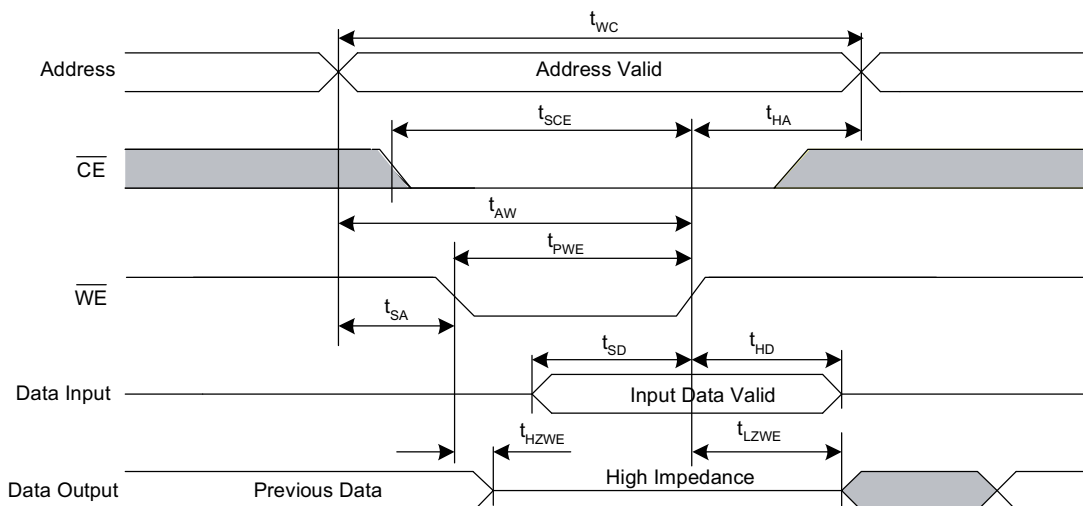 tWC
Address
Address Valid
tSCE
tHA
CE
tAW
tPWE
WE
tSA
tSD
tHD
Data Input
Input Data Valid
tHZWE
tLZWE
Data Output
Previous Data
High Impedance